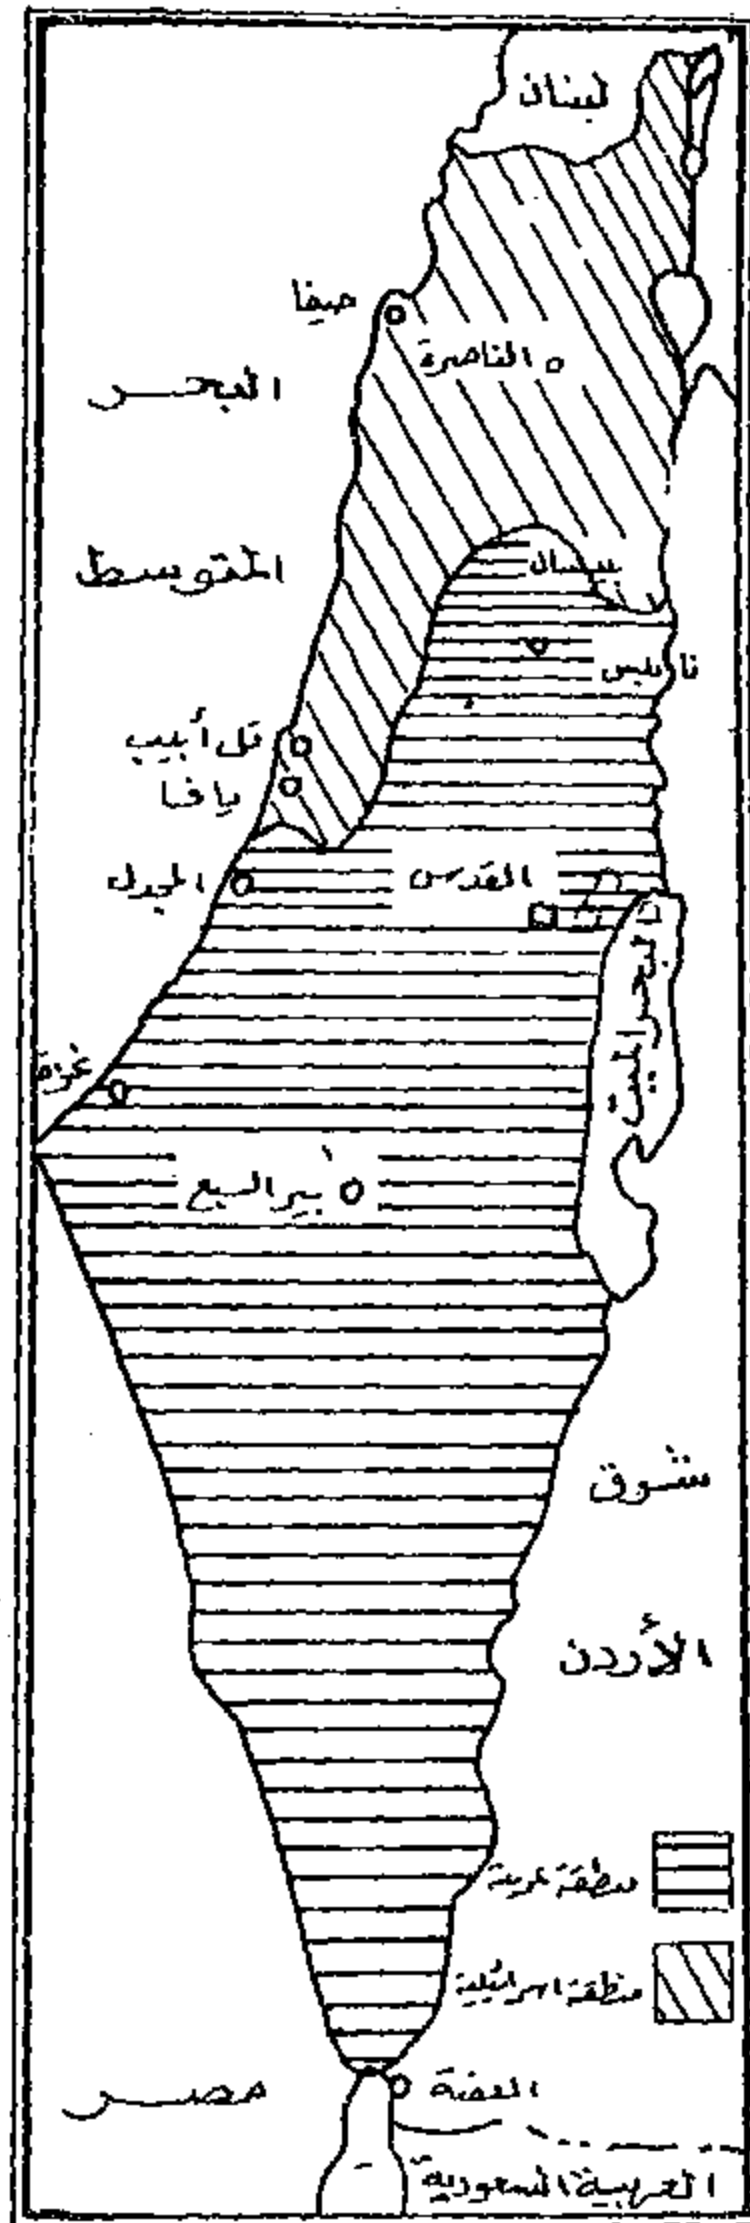 لبنان
حيفا
الناصرة
البحر
المتوسط
بيسان
نابلس
تل أبيب
يافا
المجدل
القدس
البحر الميت
غزة
بير السبع
شرق
الأردن
منطقة عربية
منطقة اسرائيلية
العقبة
مصر
العربية السعودية